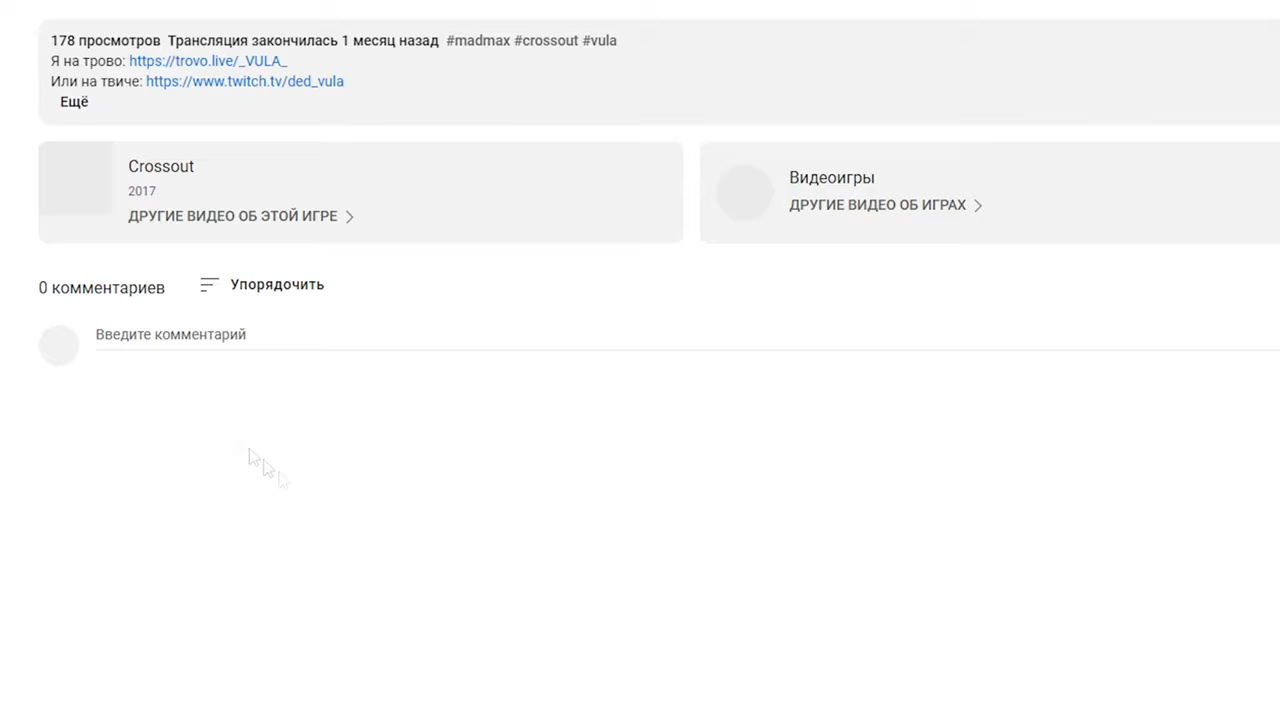 178 просмотров Трансляция закончилась 1 месяц назад #madmax #crossout #vula
Я на трово: https://trovo.live/_VULA_
Или на твиче: https://www.twitch.tv/ded_vula
Ещё
Crossout
2017
ДРУГИЕ ВИДЕО ОБ ЭТОЙ ИГРЕ
Видеоигры
ДРУГИЕ ВИДЕО ОБ ИГРАХ
0 комментариев
Упорядочить
Введите комментарий